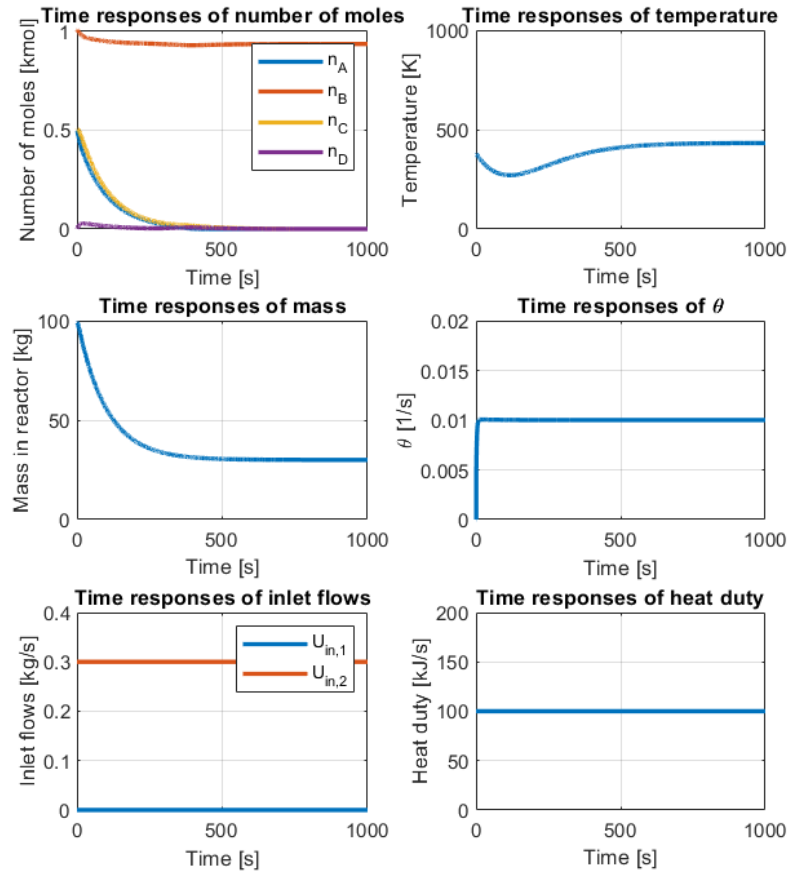 Time responses of number of moles
Number of moles [kmol]
1
0.5
0
0
500
1000
Time [s]
n_A
n_B
n_C
n_D
Time responses of temperature
Temperature [K]
1000
500
0
0
500
1000
Time [s]
Time responses of mass
Mass in reactor [kg]
100
50
0
0
500
1000
Time [s]
Time responses of θ
θ [1/s]
0.02
0.015
0.01
0.005
0
0
500
1000
Time [s]
Time responses of inlet flows
Inlet flows [kg/s]
0.4
0.3
0.2
0.1
0
0
500
1000
Time [s]
U_in,1
U_in,2
Time responses of heat duty
Heat duty [kJ/s]
200
150
100
50
0
0
500
1000
Time [s]